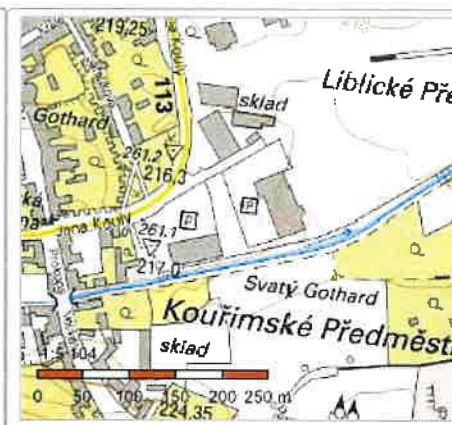 219,25
113
Liblické Pře
sklad
Gothard
261.2
216,3
Jana Kouly
261.1
P
P
217,0
Svatý Gothard
Kouřimské Předměstí
sklad
1:5 104
0 50 100 150 200 250 m
224,35